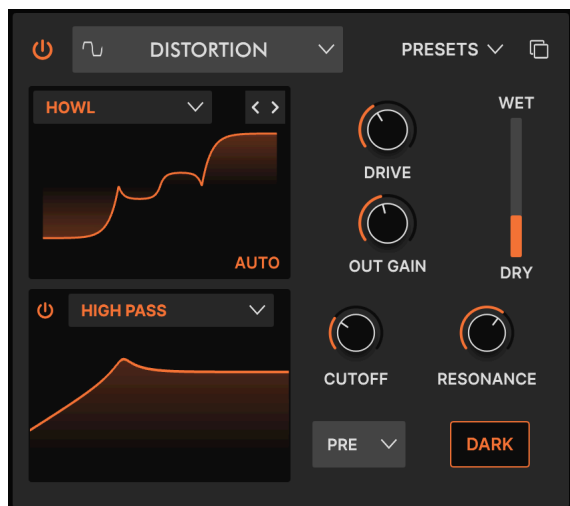 DISTORTION
PRESETS
HOWL
AUTO
DRIVE
OUT GAIN
WET
DRY
HIGH PASS
CUTOFF
RESONANCE
PRE
DARK